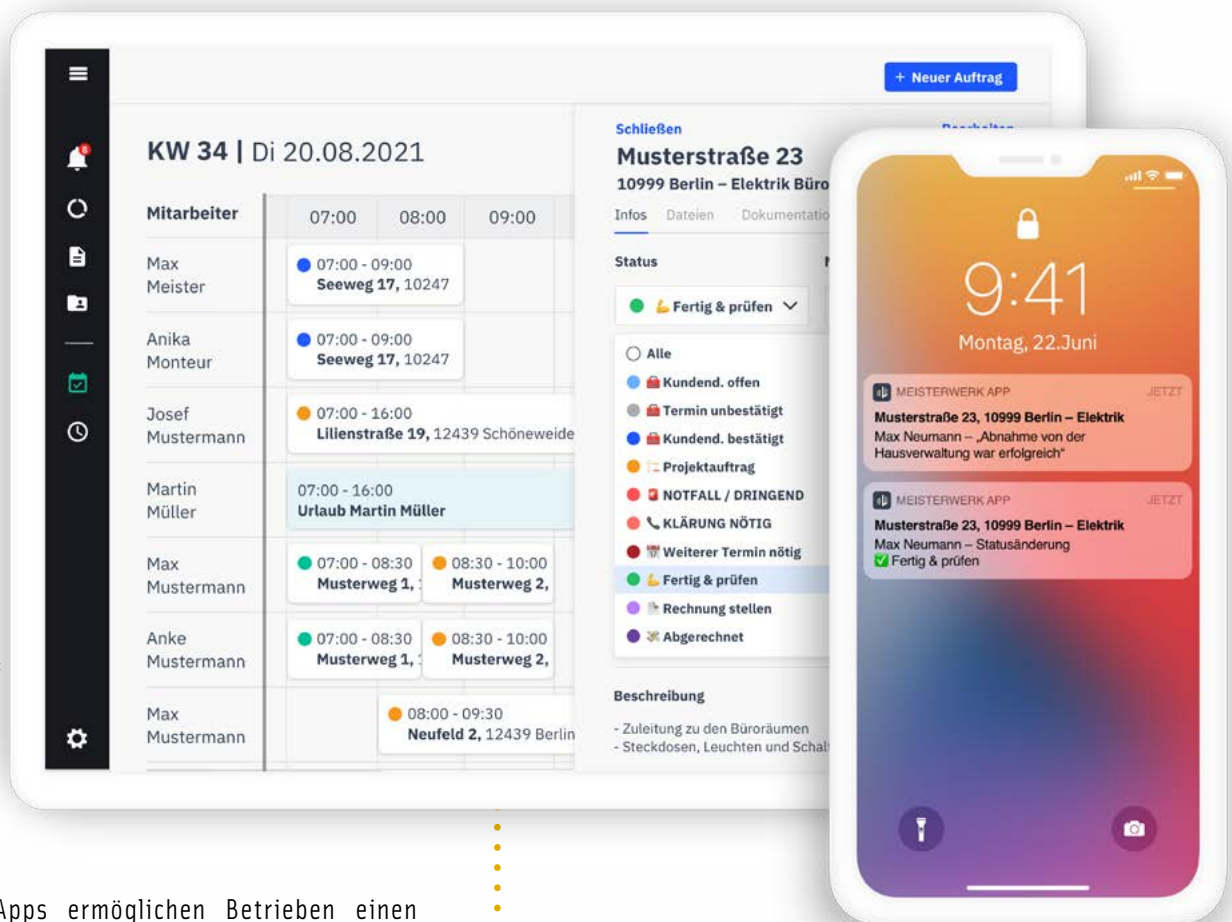 + Neuer Auftrag
8
KW 34 | Di 20.08.2021
Mitarbeiter
07:00 08:00 09:00
Max
Meister
07:00 - 09:00
Seeweg 17, 10247
Anika
Monteur
07:00 - 09:00
Seeweg 17, 10247
Josef
Mustermann
07:00 - 16:00
Lilienstraße 19, 12439 Schöneweide
Martin
Müller
07:00 - 16:00
Urlaub Martin Müller
Max
Mustermann
07:00 - 08:30
Musterweg 1,
08:30 - 10:00
Musterweg 2,
Anke
Mustermann
07:00 - 08:30
Musterweg 1,
08:30 - 10:00
Musterweg 2,
Max
Mustermann
08:00 - 09:30
Neufeld 2, 12439 Berlin
Schließen
Musterstraße 23
10999 Berlin – Elektrik Büro
Infos Dateien Dokumentatio
Status
Fertig & prüfen
Alle
Kundend. offen
Termin unbestätigt
Kundend. bestätigt
Projektauftrag
NOTFALL / DRINGEND
KLÄRUNG NÖTIG
Weiterer Termin nötig
Fertig & prüfen
Rechnung stellen
Abgerechnet
Beschreibung
- Zuleitung zu den Büroräumen
- Steckdosen, Leuchten und Schal
9:41
Montag, 22.Juni
MEISTERWERK APP JETZT
Musterstraße 23, 10999 Berlin – Elektrik
Max Neumann – „Abnahme von der
Hausverwaltung war erfolgreich“
MEISTERWERK APP JETZT
Musterstraße 23, 10999 Berlin – Elektrik
Max Neumann – Statusänderung
✅ Fertig & prüfen
Apps ermöglichen Betrieben einen